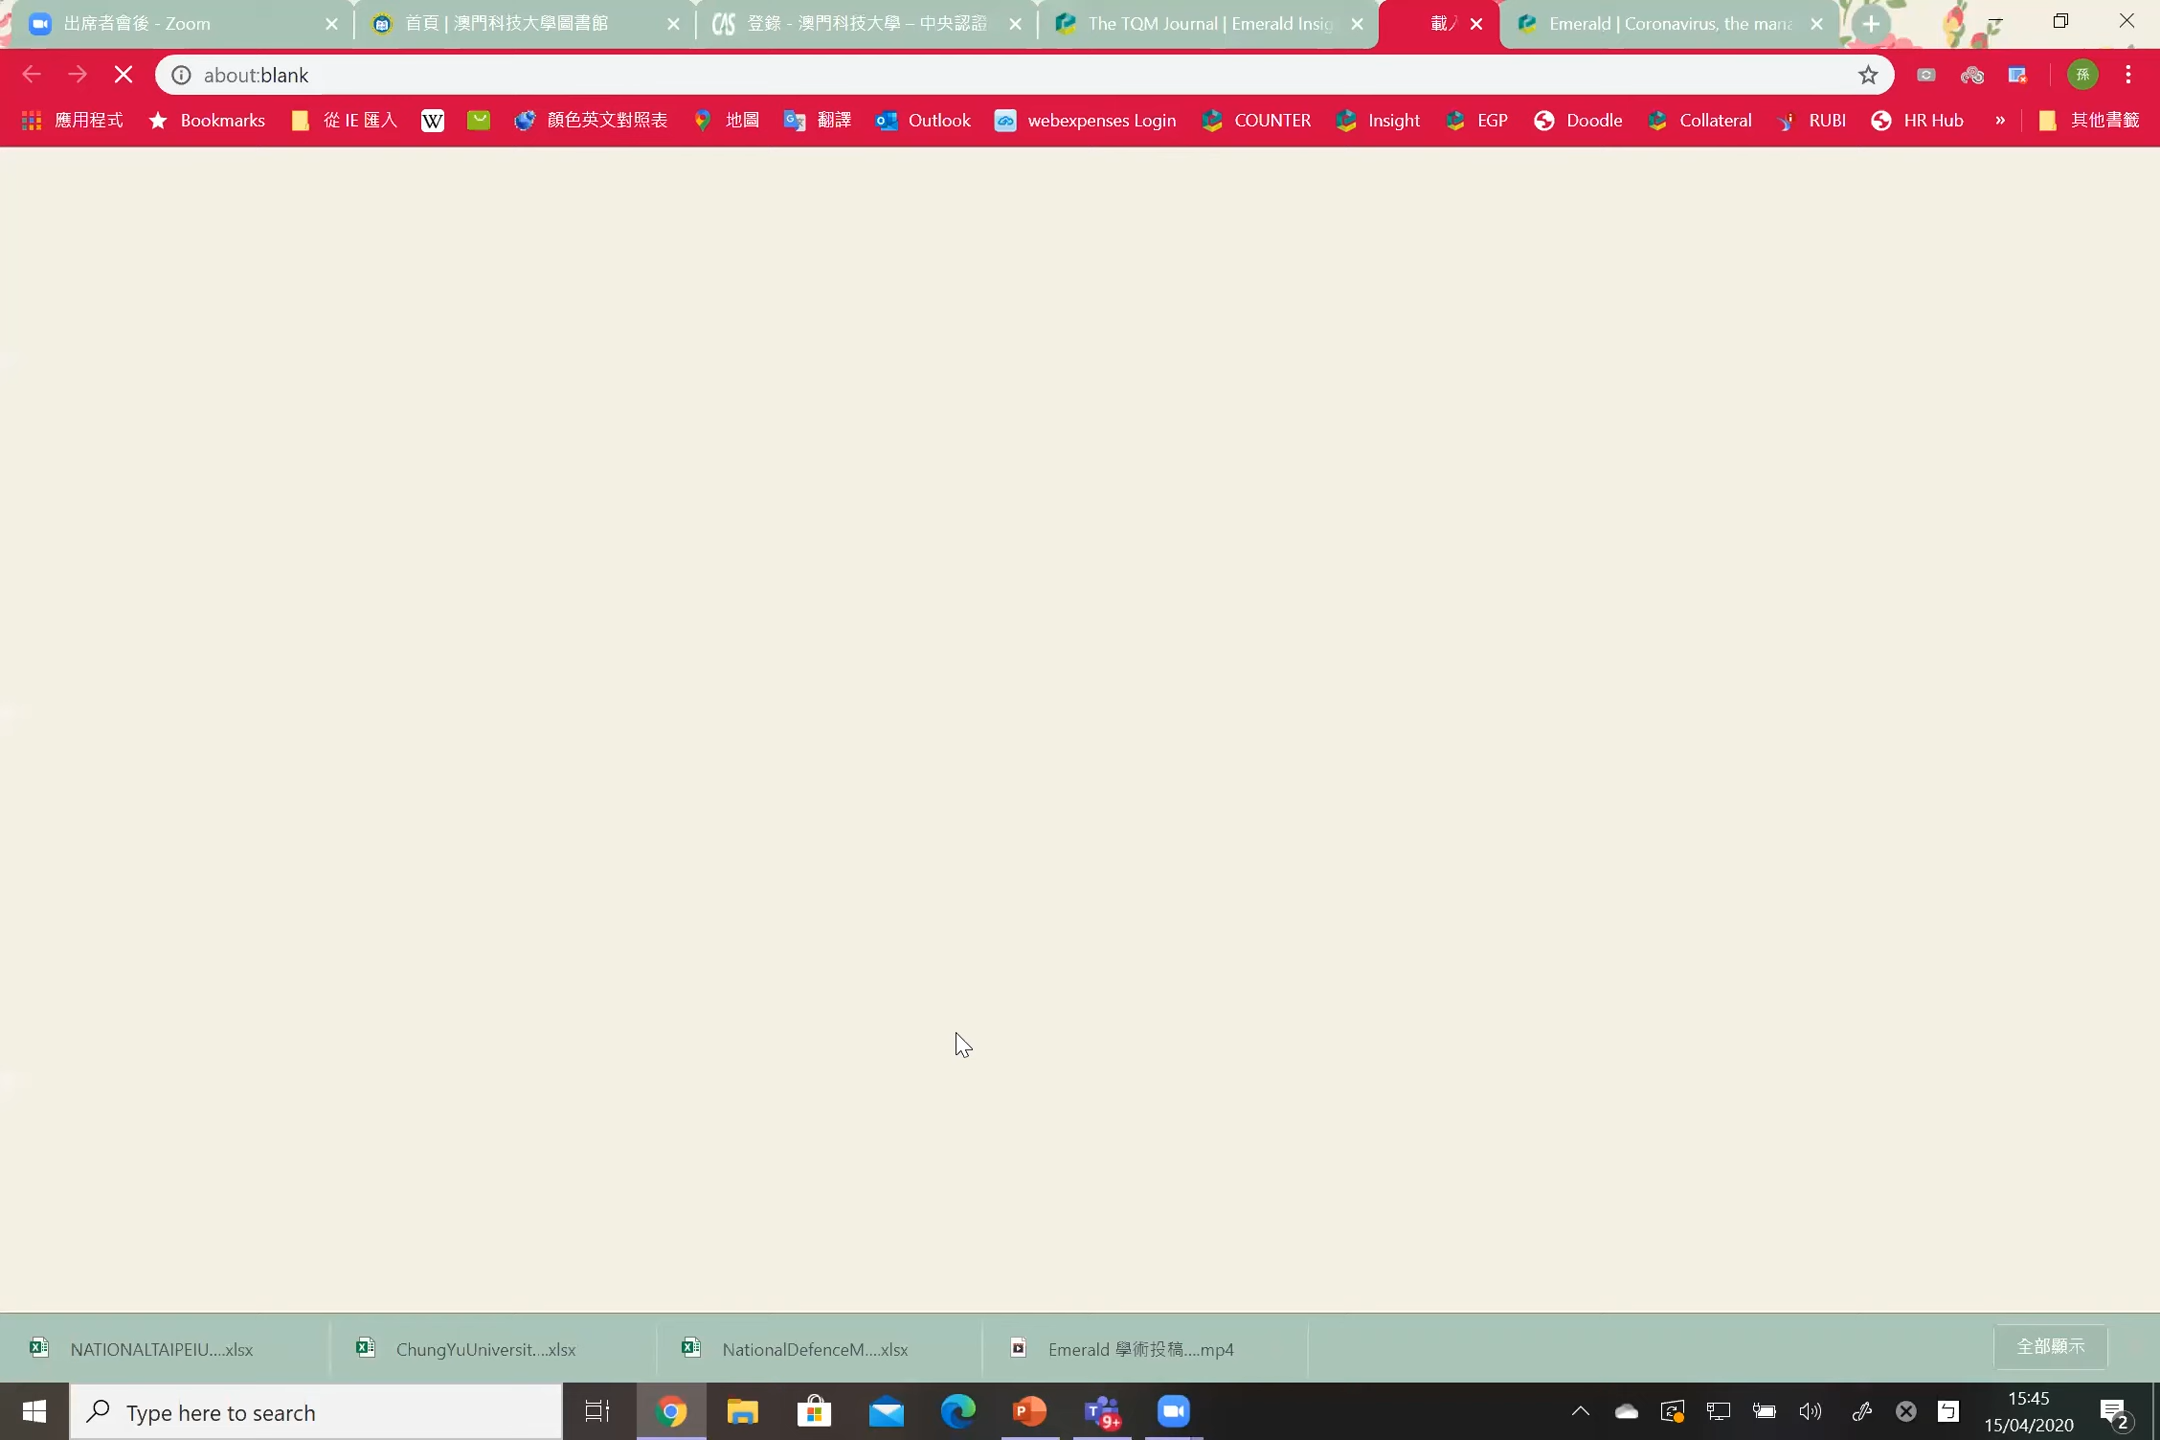 出席者會後 - Zoom
首頁 | 澳門科技大學圖書館
登錄 - 澳門科技大學 – 中央認證
The TQM Journal | Emerald Insig
載入
Emerald | Coronavirus, the mana
about:blank
孫
應用程式
Bookmarks
從 IE 匯入
W
顏色英文對照表
地圖
翻譯
Outlook
webexpenses Login
COUNTER
Insight
EGP
Doodle
Collateral
RUBI
HR Hub
»
其他書籤
NATIONALTAIPEIU....xlsx
ChungYuUniversit....xlsx
NationalDefenceM....xlsx
Emerald 學術投稿....mp4
全部顯示
Type here to search
9+
ㄅ
15:45
15/04/2020
2